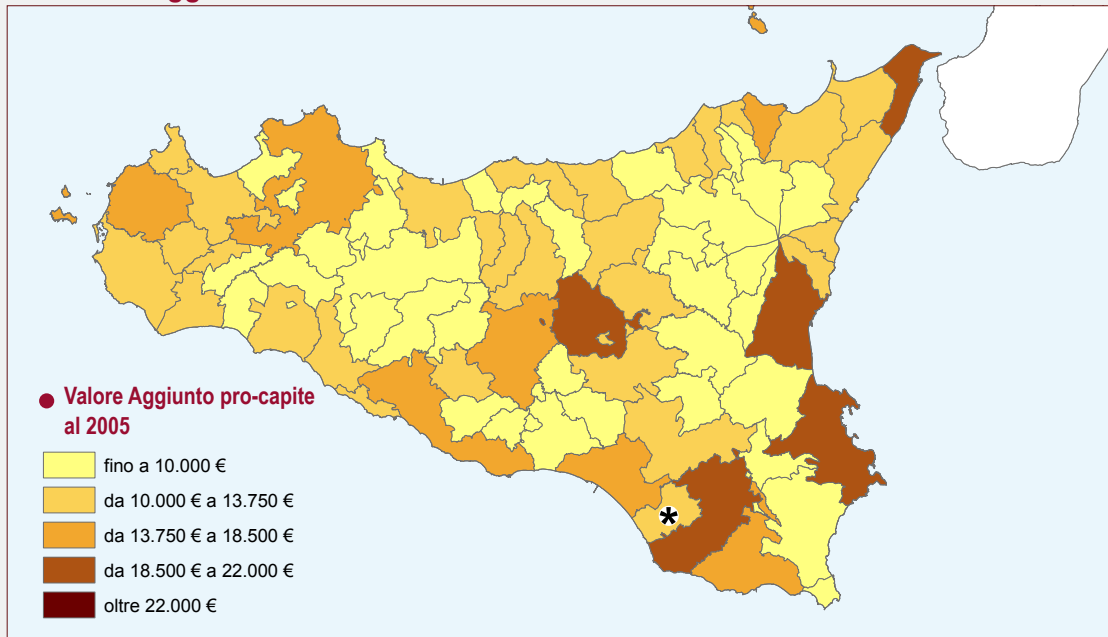 Valore Aggiunto pro-capite
al 2005
fino a 10.000 €
da 10.000 € a 13.750 €
da 13.750 € a 18.500 €
da 18.500 € a 22.000 €
oltre 22.000 €
*